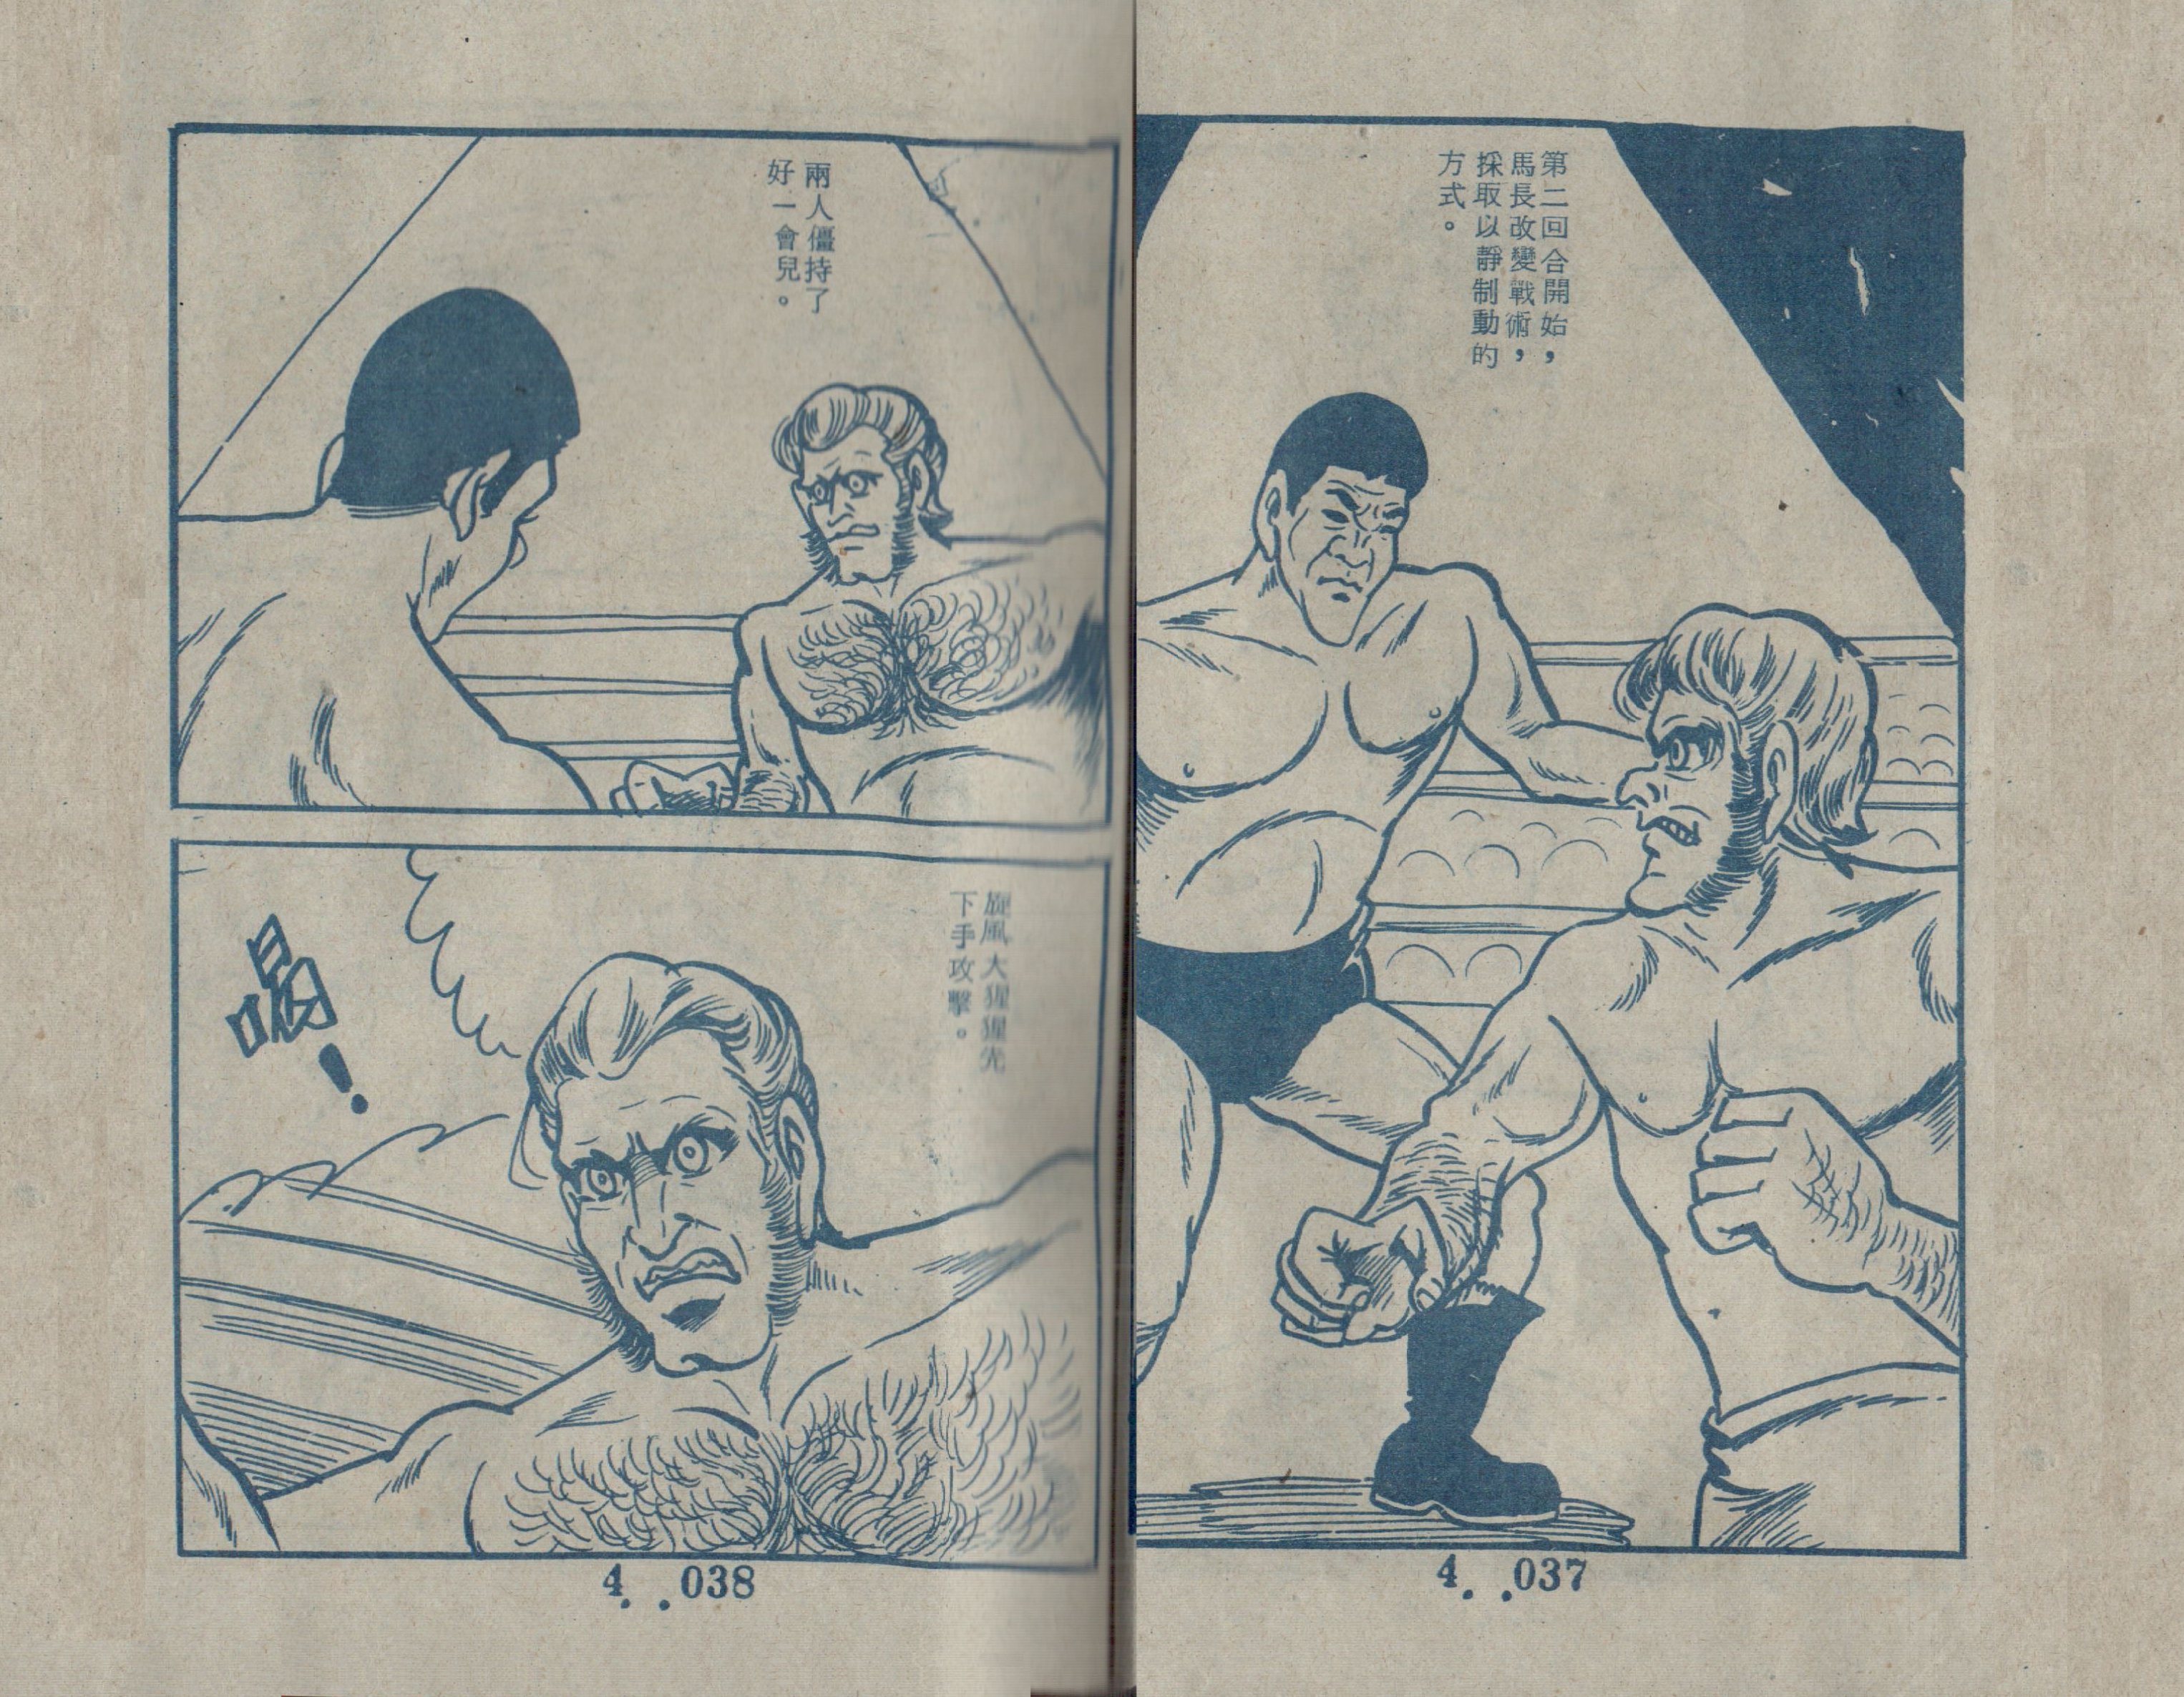 第二回合開始，
馬長改變戰術，
採取以靜制動的
方式。
4..037
兩人僵持了
好一會兒。
旋風大猩猩先
下手攻擊。
喝！
4..038